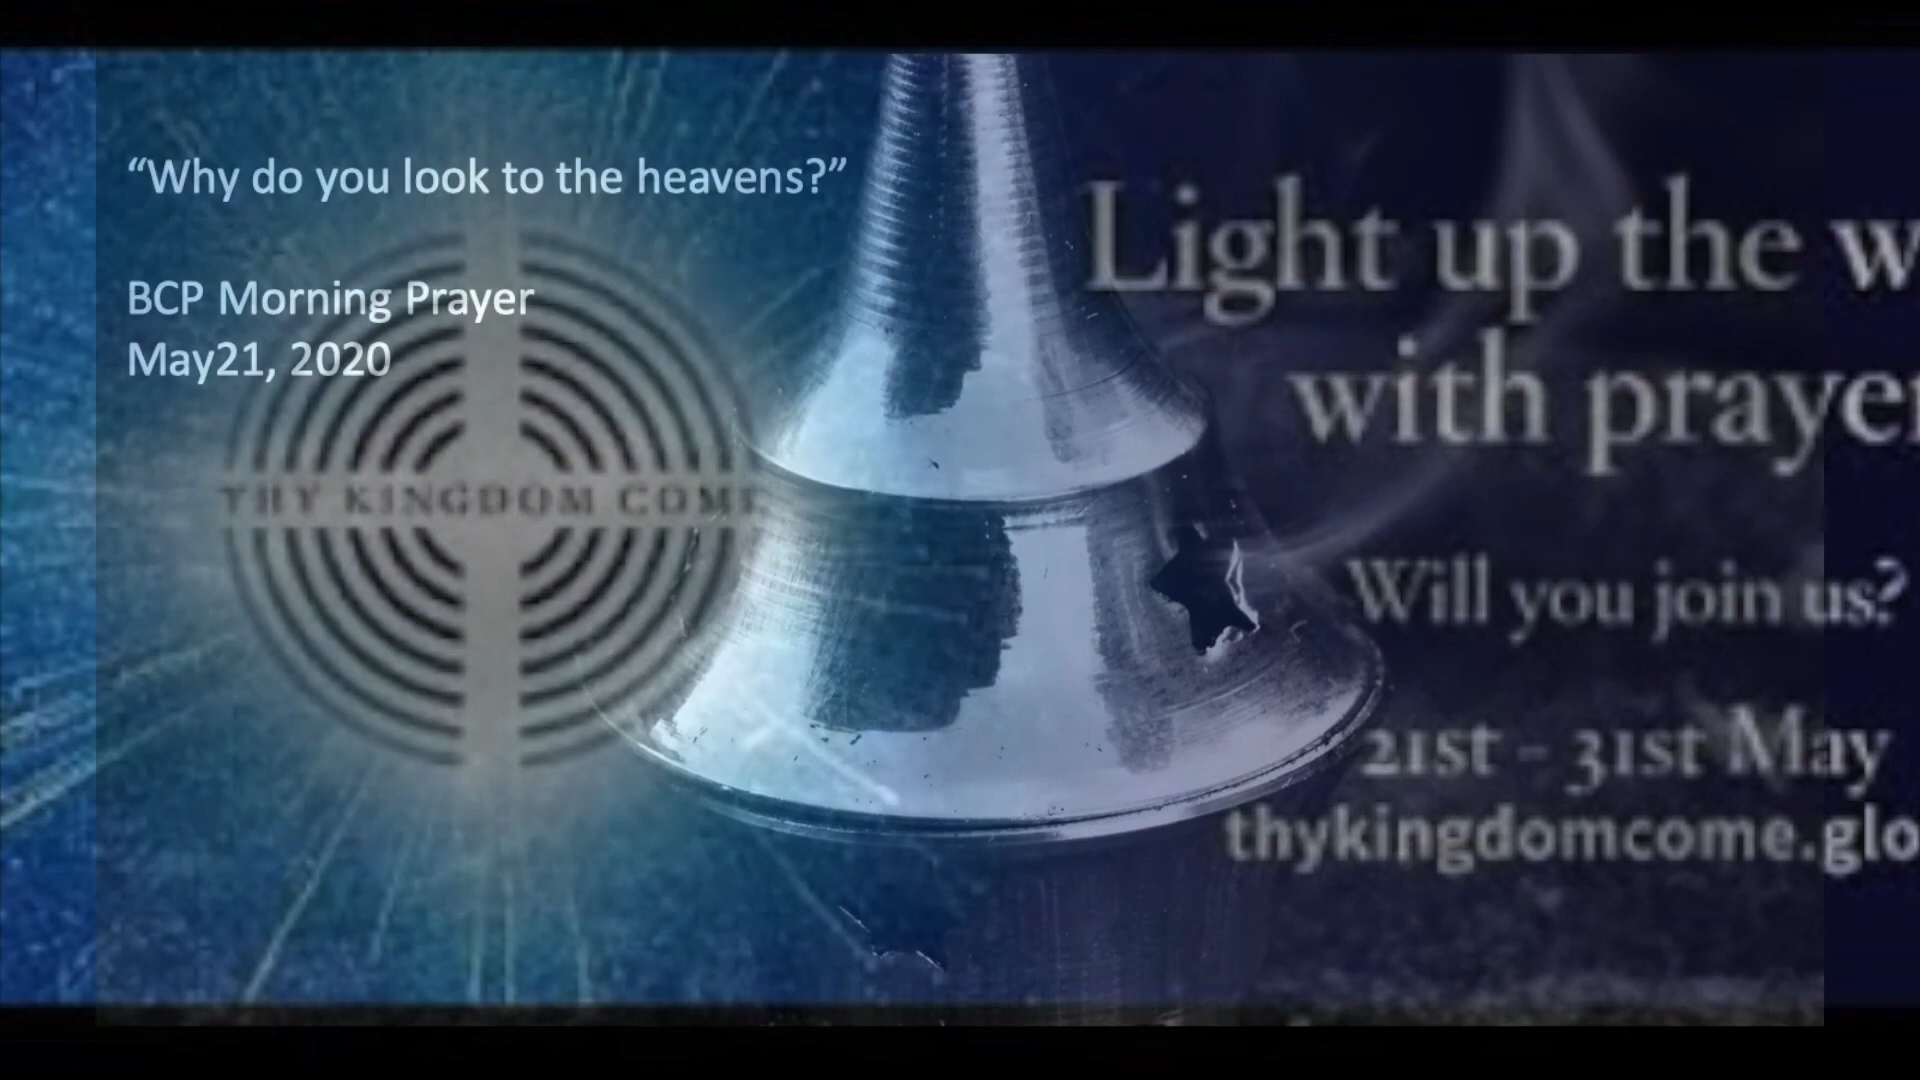 “Why do you look to the heavens?”
BCP Morning Prayer
May21, 2020
THY KINGDOM COME
Light up the w
with prayer
Will you join us?
21st - 31st May
thykingdomcome.glo